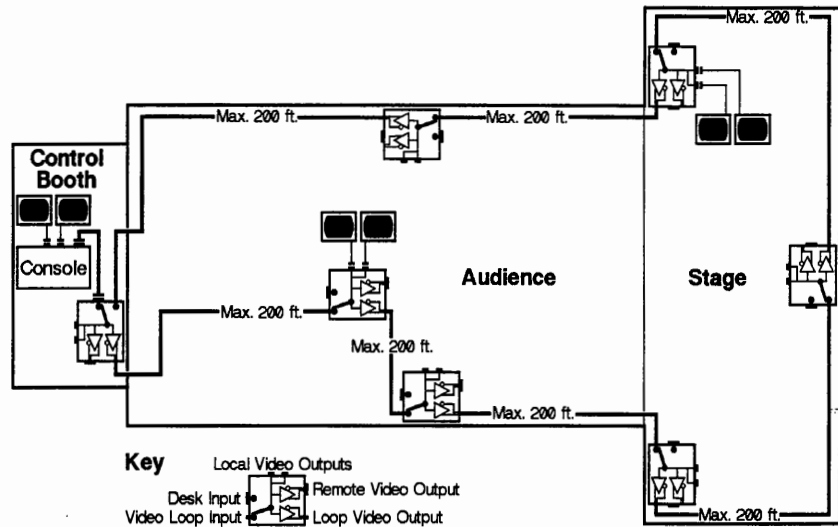 Max. 200 ft.
Max. 200 ft.
Max. 200 ft.
Control
Booth
Console
Audience
Stage
Max. 200 ft.
Max. 200 ft.
Max. 200 ft.
Max. 200 ft.
Key
Local Video Outputs
Desk Input
Remote Video Output
Video Loop Input
Loop Video Output